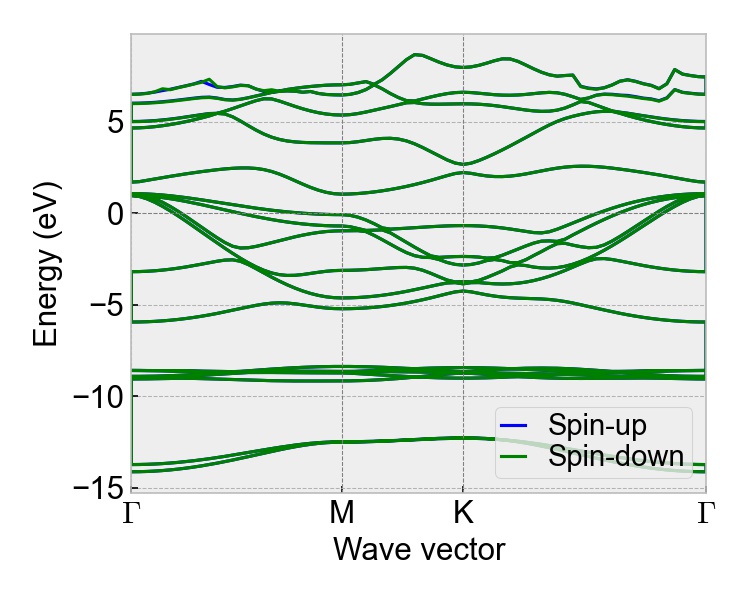 Energy (eV)
5
0
−5
−10
−15
Spin-up
Spin-down
Γ M K Γ
Wave vector